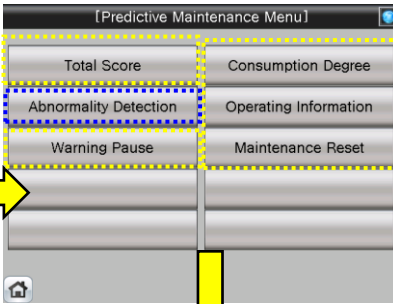 [Predictive Maintenance Menu]
Total Score
Consumption Degree
Abnormality Detection
Operating Information
Warning Pause
Maintenance Reset